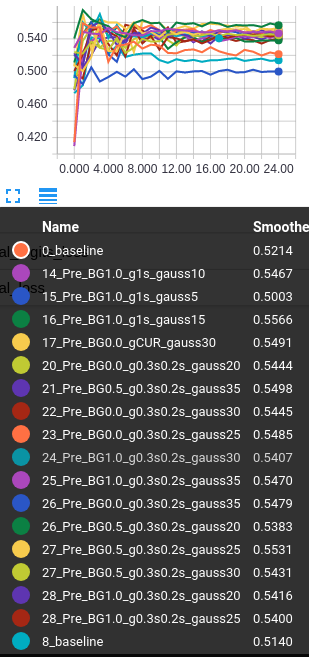 0.540
0.500
0.460
0.420
0.000 4.000 8.000 12.00 16.00 20.00 24.00
Name Smoothe
0_baseline 0.5214
14_Pre_BG1.0_g1s_gauss10 0.5467
15_Pre_BG1.0_g1s_gauss5 0.5003
16_Pre_BG1.0_g1s_gauss15 0.5566
17_Pre_BG0.0_gCUR_gauss30 0.5491
20_Pre_BG0.0_g0.3s0.2s_gauss20 0.5444
21_Pre_BG0.5_g0.3s0.2s_gauss35 0.5498
22_Pre_BG0.0_g0.3s0.2s_gauss30 0.5445
23_Pre_BG0.0_g0.3s0.2s_gauss25 0.5485
24_Pre_BG1.0_g0.3s0.2s_gauss30 0.5407
25_Pre_BG1.0_g0.3s0.2s_gauss35 0.5470
26_Pre_BG0.0_g0.3s0.2s_gauss35 0.5479
26_Pre_BG0.5_g0.3s0.2s_gauss20 0.5383
27_Pre_BG0.5_g0.3s0.2s_gauss25 0.5531
27_Pre_BG0.5_g0.3s0.2s_gauss30 0.5431
28_Pre_BG1.0_g0.3s0.2s_gauss20 0.5416
28_Pre_BG1.0_g0.3s0.2s_gauss25 0.5400
8_baseline 0.5140